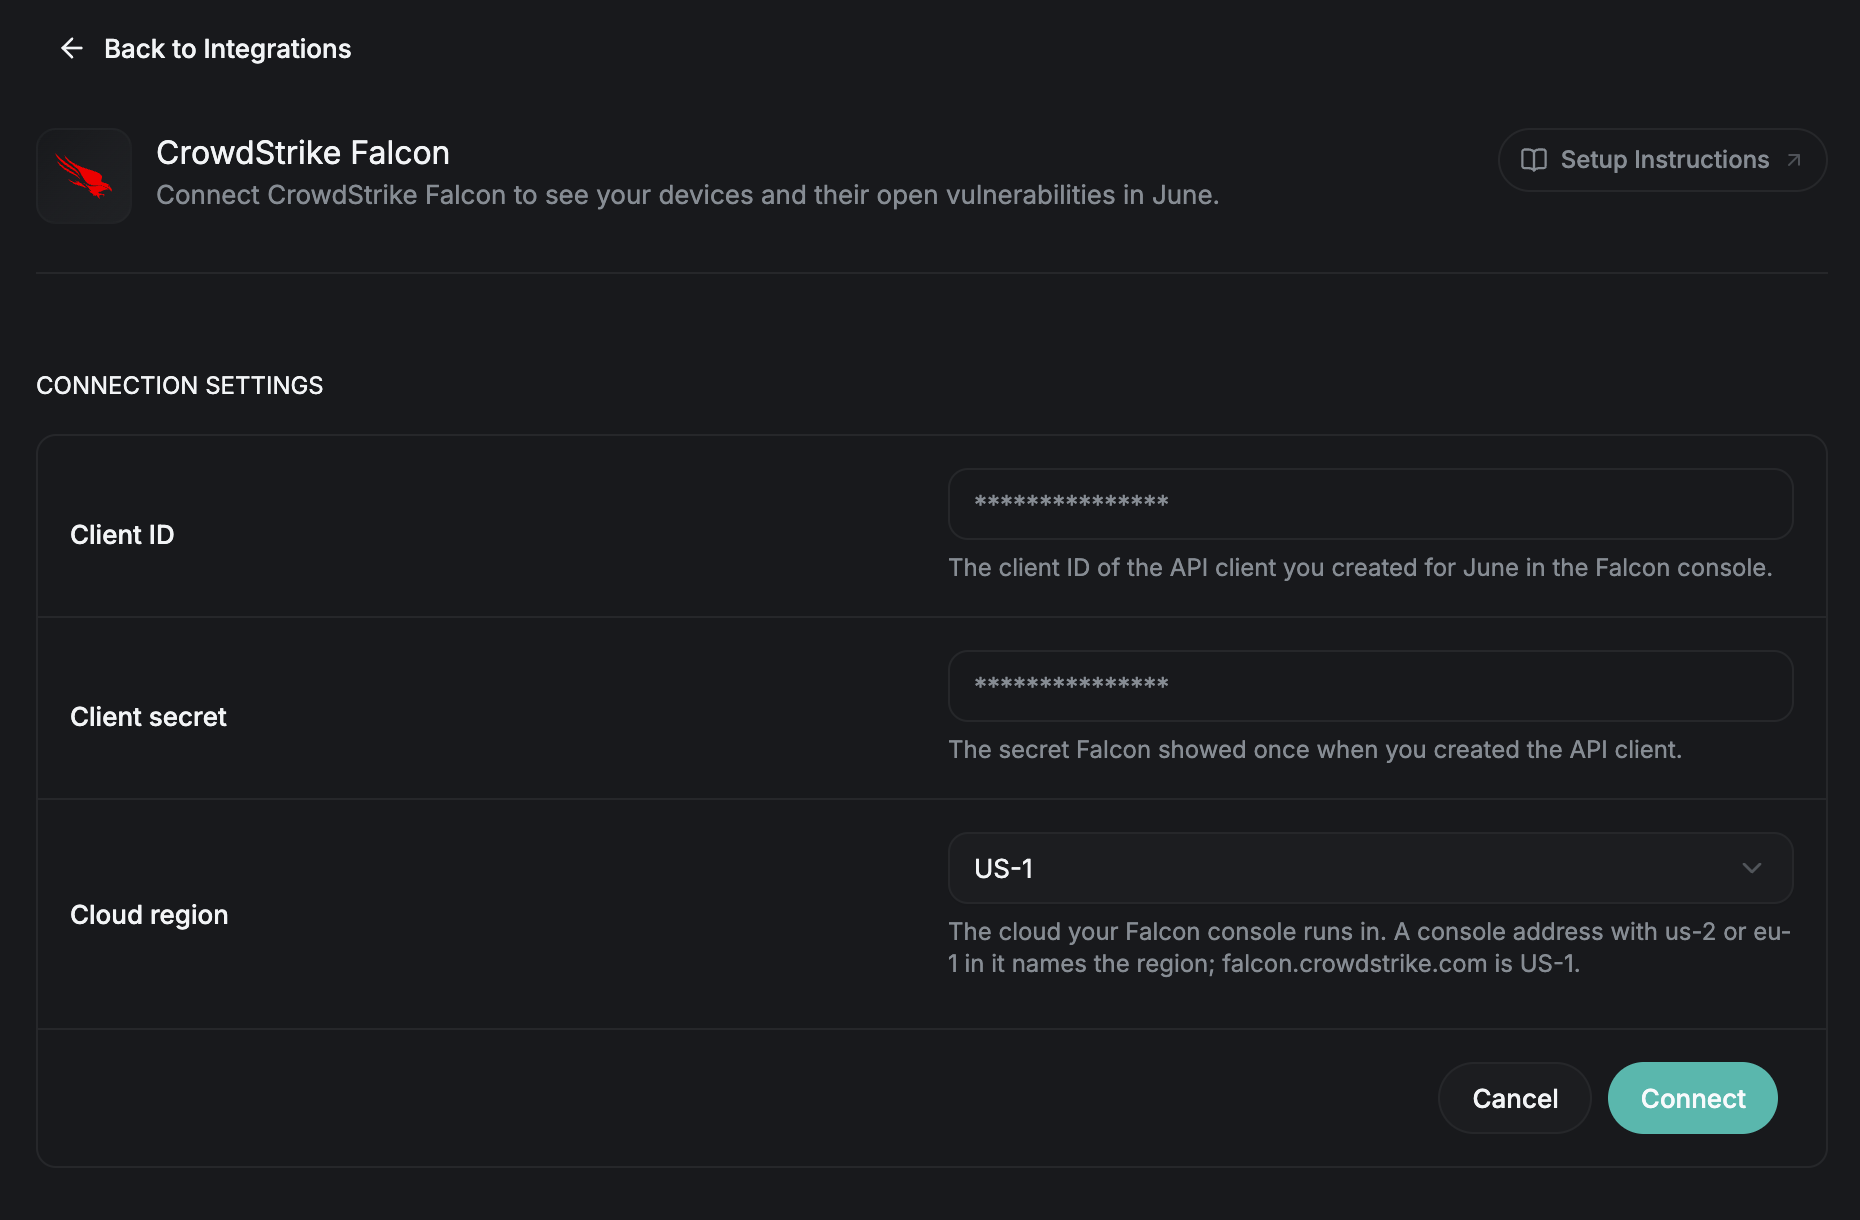 Back to Integrations
CrowdStrike Falcon
Connect CrowdStrike Falcon to see your devices and their open vulnerabilities in June.
Setup Instructions
CONNECTION SETTINGS
Client ID
***************
The client ID of the API client you created for June in the Falcon console.
Client secret
***************
The secret Falcon showed once when you created the API client.
Cloud region
US-1
The cloud your Falcon console runs in. A console address with us-2 or eu-
1 in it names the region; falcon.crowdstrike.com is US-1.
Cancel
Connect